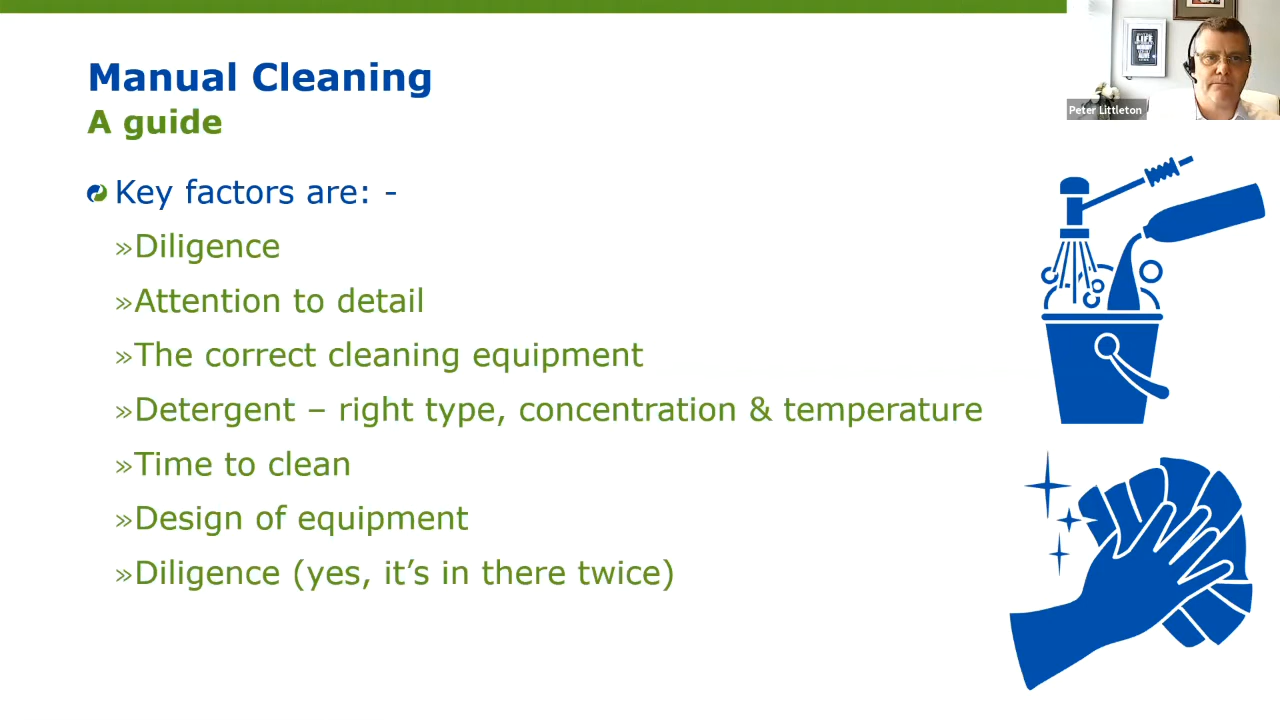 Manual Cleaning
A guide
Key factors are: -
»Diligence
»Attention to detail
»The correct cleaning equipment
»Detergent – right type, concentration & temperature
»Time to clean
»Design of equipment
»Diligence (yes, it’s in there twice)
LIFE
Peter Littleton